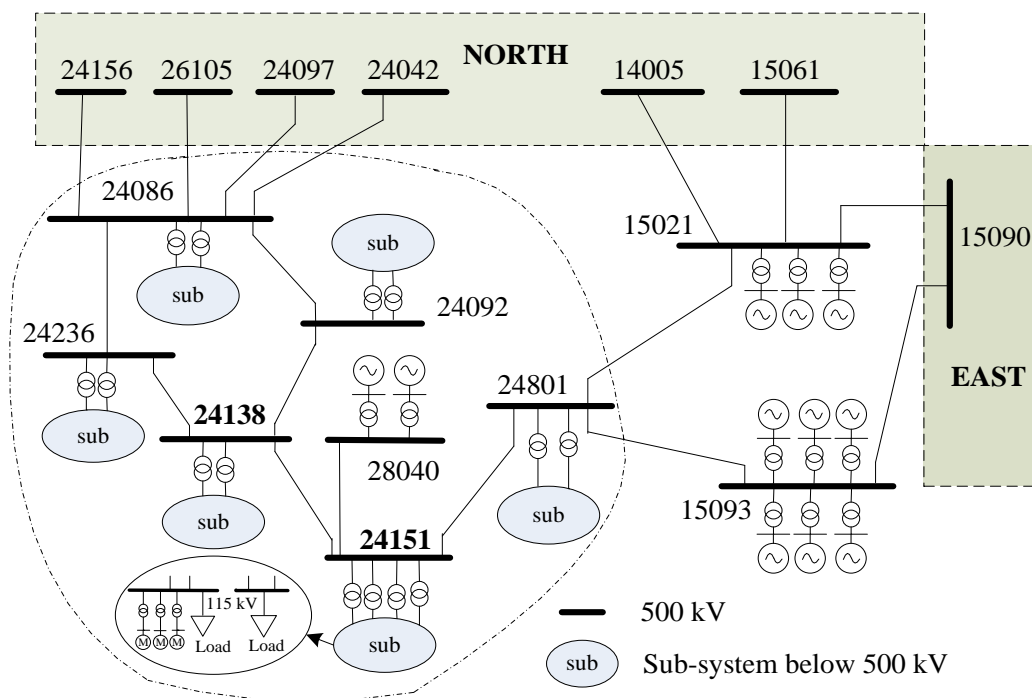 NORTH
24156
26105
24097
24042
14005
15061
24086
sub
sub
15021
15090
24092
24236
EAST
24801
sub
24138
28040
sub
sub
15093
24151
115 kV
M
M
M
Load
Load
sub
500 kV
sub
Sub-system below 500 kV